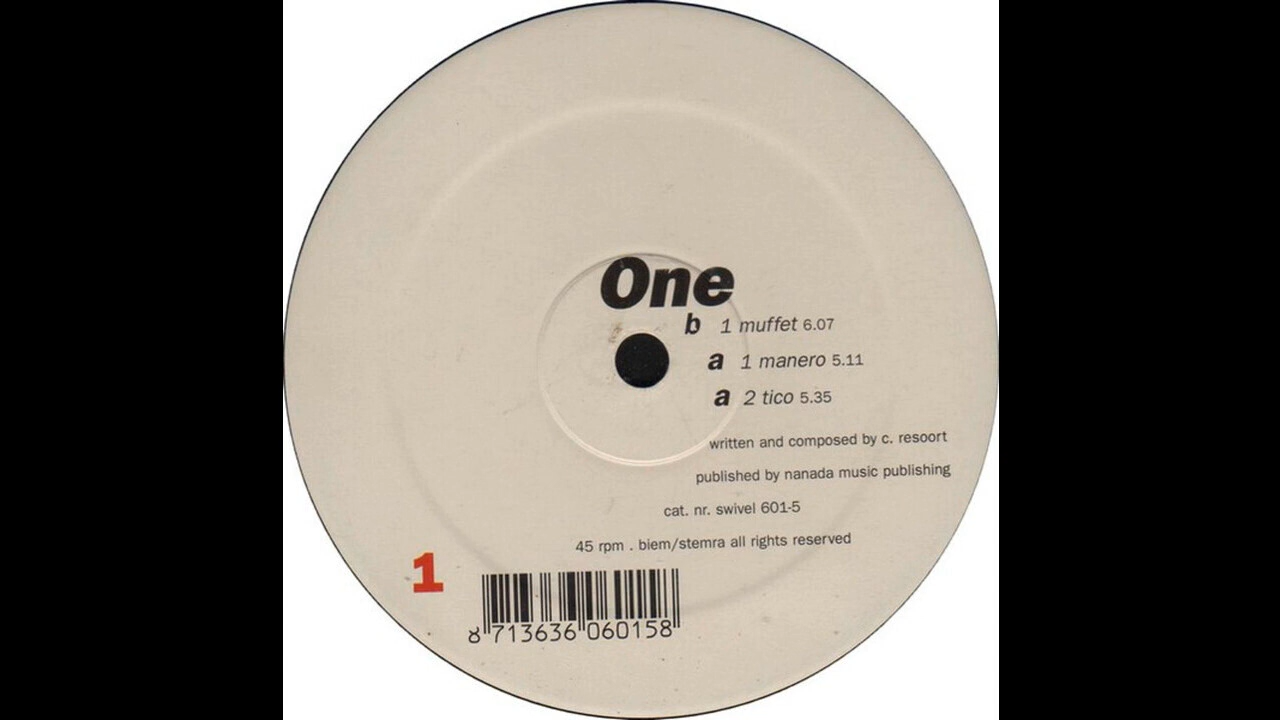 One
b 1 muffet 6.07
a 1 manero 5.11
a 2 tico 5.35
written and composed by c. resoort
published by nanada music publishing
cat. nr. swivel 601-5
45 rpm . biem/stemra all rights reserved
1
8 713636 060158